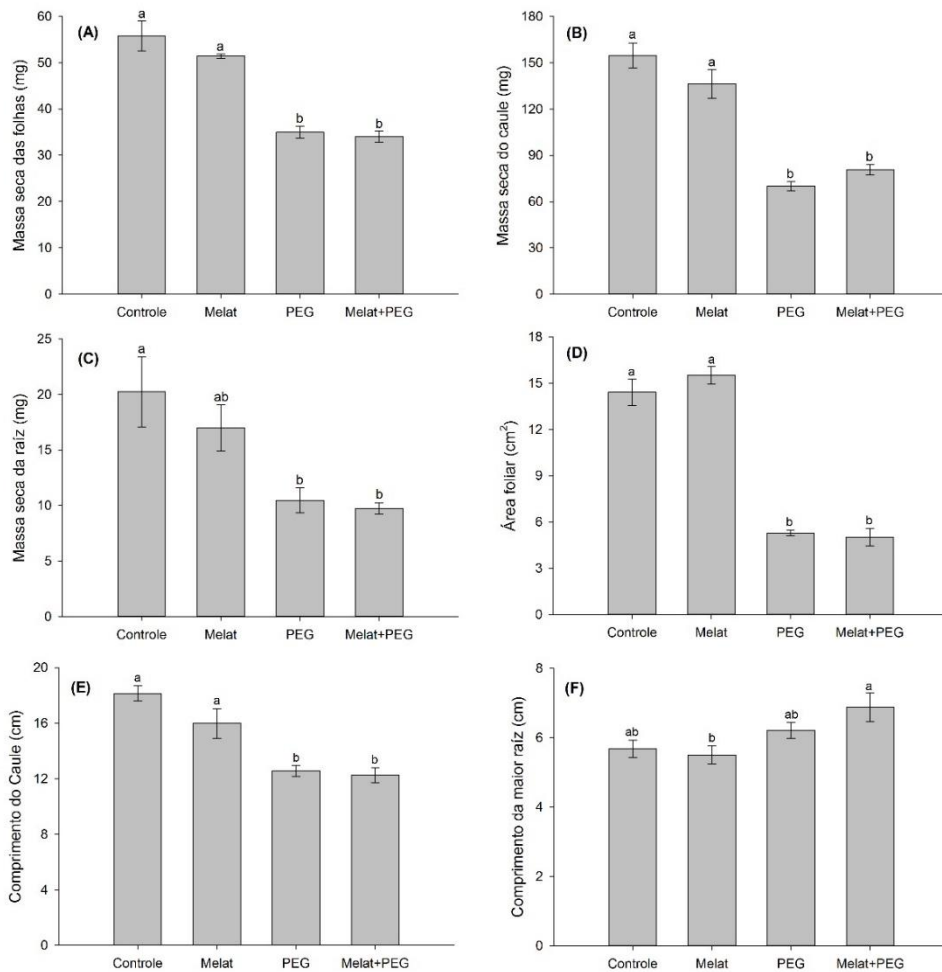 (A)
Massa seca das folhas (mg)
60
50
40
30
20
10
0
a
a
b
b
Controle Melat PEG Melat+PEG
(B)
Massa seca do caule (mg)
180
150
120
90
60
30
0
a
a
b
b
Controle Melat PEG Melat+PEG
(C)
Massa seca da raíz (mg)
25
20
15
10
5
0
a
ab
b
b
Controle Melat PEG Melat+PEG
(D)
Área foliar (cm²)
18
15
12
9
6
3
0
a
a
b
b
Controle Melat PEG Melat+PEG
(E)
Comprimento do Caule (cm)
20
16
12
8
4
0
a
a
b
b
Controle Melat PEG Melat+PEG
(F)
Comprimento da maior raíz (cm)
8
6
4
2
0
ab
b
ab
a
Controle Melat PEG Melat+PEG